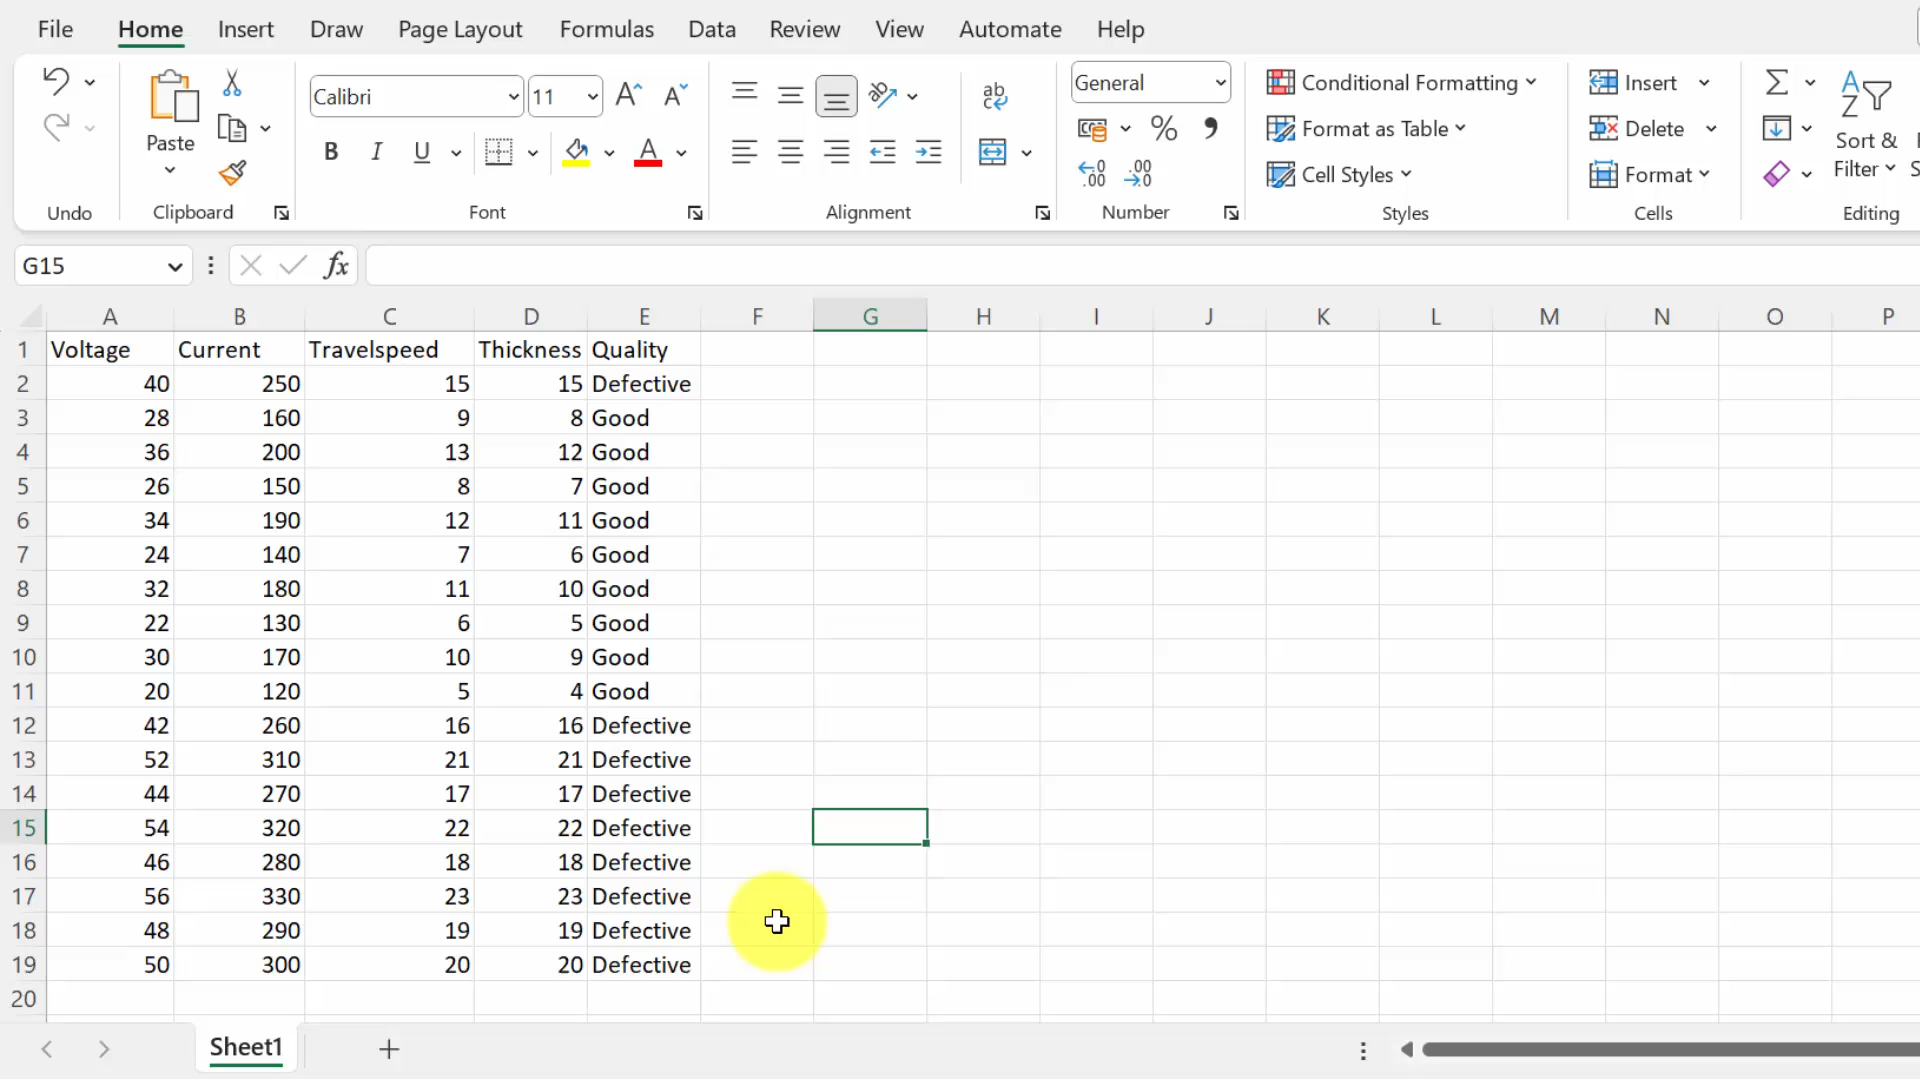 File Home Insert Draw Page Layout Formulas Data Review View Automate Help
Calibri 11 General Conditional Formatting Insert
Paste B I U Format as Table Delete Sort &
Cell Styles Format Filter
Undo Clipboard Font Alignment Number Styles Cells Editing
G15 fx
A B C D E F G H I J K L M N O P
1 Voltage Current Travelspeed Thickness Quality
2 40 250 15 15 Defective
3 28 160 9 8 Good
4 36 200 13 12 Good
5 26 150 8 7 Good
6 34 190 12 11 Good
7 24 140 7 6 Good
8 32 180 11 10 Good
9 22 130 6 5 Good
10 30 170 10 9 Good
11 20 120 5 4 Good
12 42 260 16 16 Defective
13 52 310 21 21 Defective
14 44 270 17 17 Defective
15 54 320 22 22 Defective
16 46 280 18 18 Defective
17 56 330 23 23 Defective
18 48 290 19 19 Defective
19 50 300 20 20 Defective
20
Sheet1